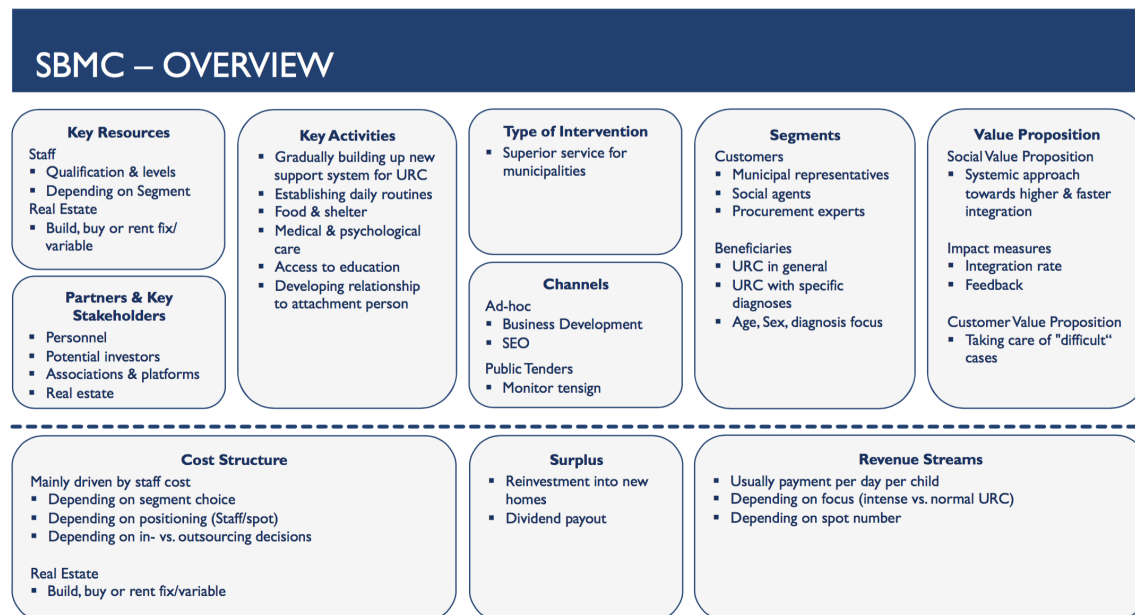 SBMC – OVERVIEW
Key Resources
Staff
▪ Qualification & levels
▪ Depending on Segment
Real Estate
▪ Build, buy or rent fix/
variable
Partners & Key
Stakeholders
▪ Personnel
▪ Potential investors
▪ Associations & platforms
▪ Real estate
Key Activities
▪ Gradually building up new
support system for URC
▪ Establishing daily routines
▪ Food & shelter
▪ Medical & psychological
care
▪ Access to education
▪ Developing relationship
to attachment person
Type of Intervention
▪ Superior service for
municipalities
Channels
Ad-hoc
▪ Business Development
▪ SEO
Public Tenders
▪ Monitor tensign
Segments
Customers
▪ Municipal representatives
▪ Social agents
▪ Procurement experts
Beneficiaries
▪ URC in general
▪ URC with specific
diagnoses
▪ Age, Sex, diagnosis focus
Value Proposition
Social Value Proposition
▪ Systemic approach
towards higher & faster
integration
Impact measures
▪ Integration rate
▪ Feedback
Customer Value Proposition
▪ Taking care of "difficult“
cases
Cost Structure
Mainly driven by staff cost
▪ Depending on segment choice
▪ Depending on positioning (Staff/spot)
▪ Depending on in- vs. outsourcing decisions
Real Estate
▪ Build, buy or rent fix/variable
Surplus
▪ Reinvestment into new
homes
▪ Dividend payout
Revenue Streams
▪ Usually payment per day per child
▪ Depending on focus (intense vs. normal URC)
▪ Depending on spot number